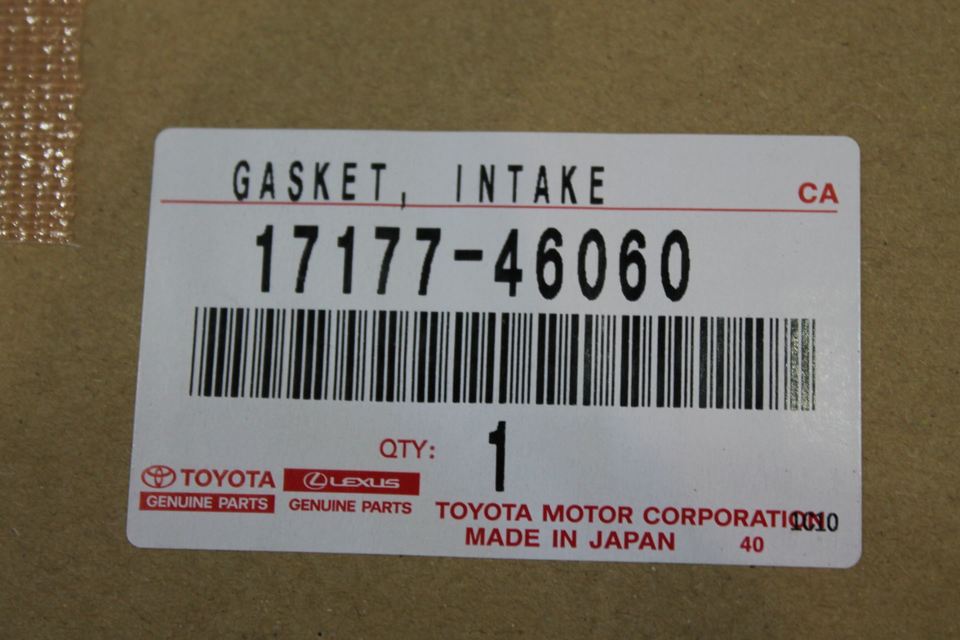 GASKET, INTAKE CA
17177-46060
QTY: 1
TOYOTA LEXUS
GENUINE PARTS GENUINE PARTS
TOYOTA MOTOR CORPORATION 1C10
MADE IN JAPAN 40